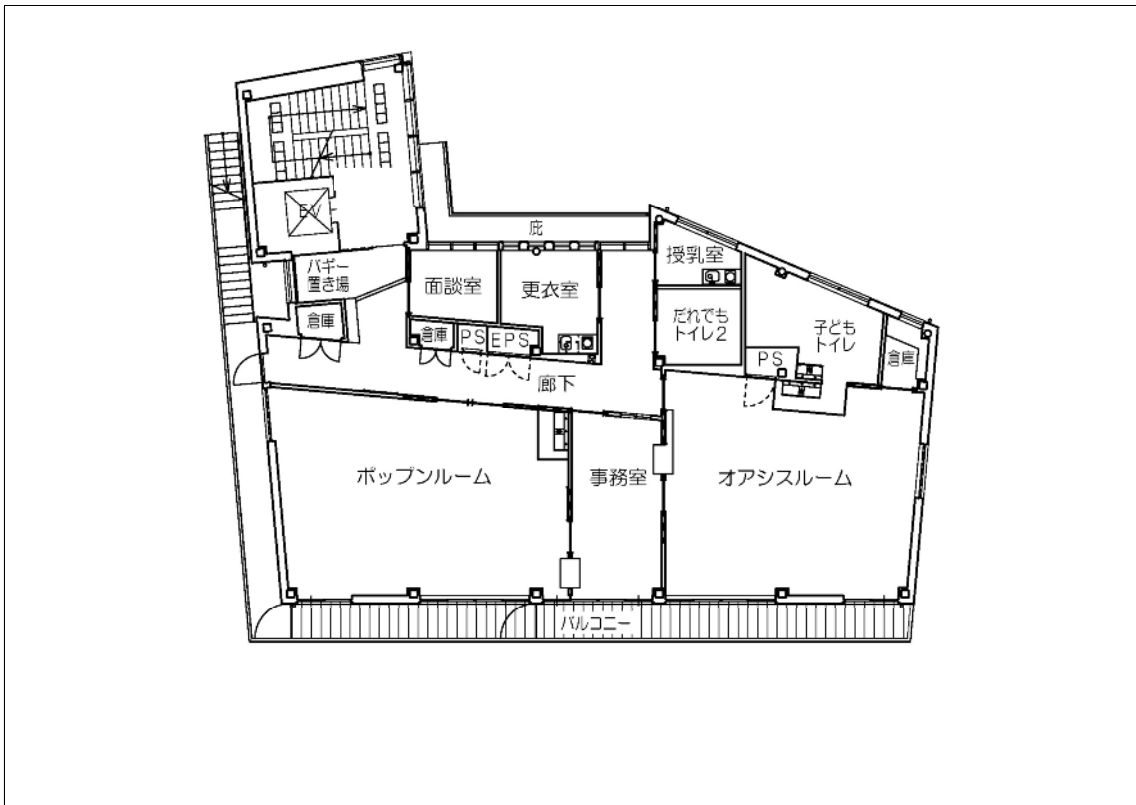 EV
庇
バギー
置き場
面談室
更衣室
授乳室
倉庫
倉庫
PS
EPS
だれでも
トイレ2
子ども
トイレ
PS
倉庫
廊下
ポップンルーム
事務室
オアシスルーム
バルコニー